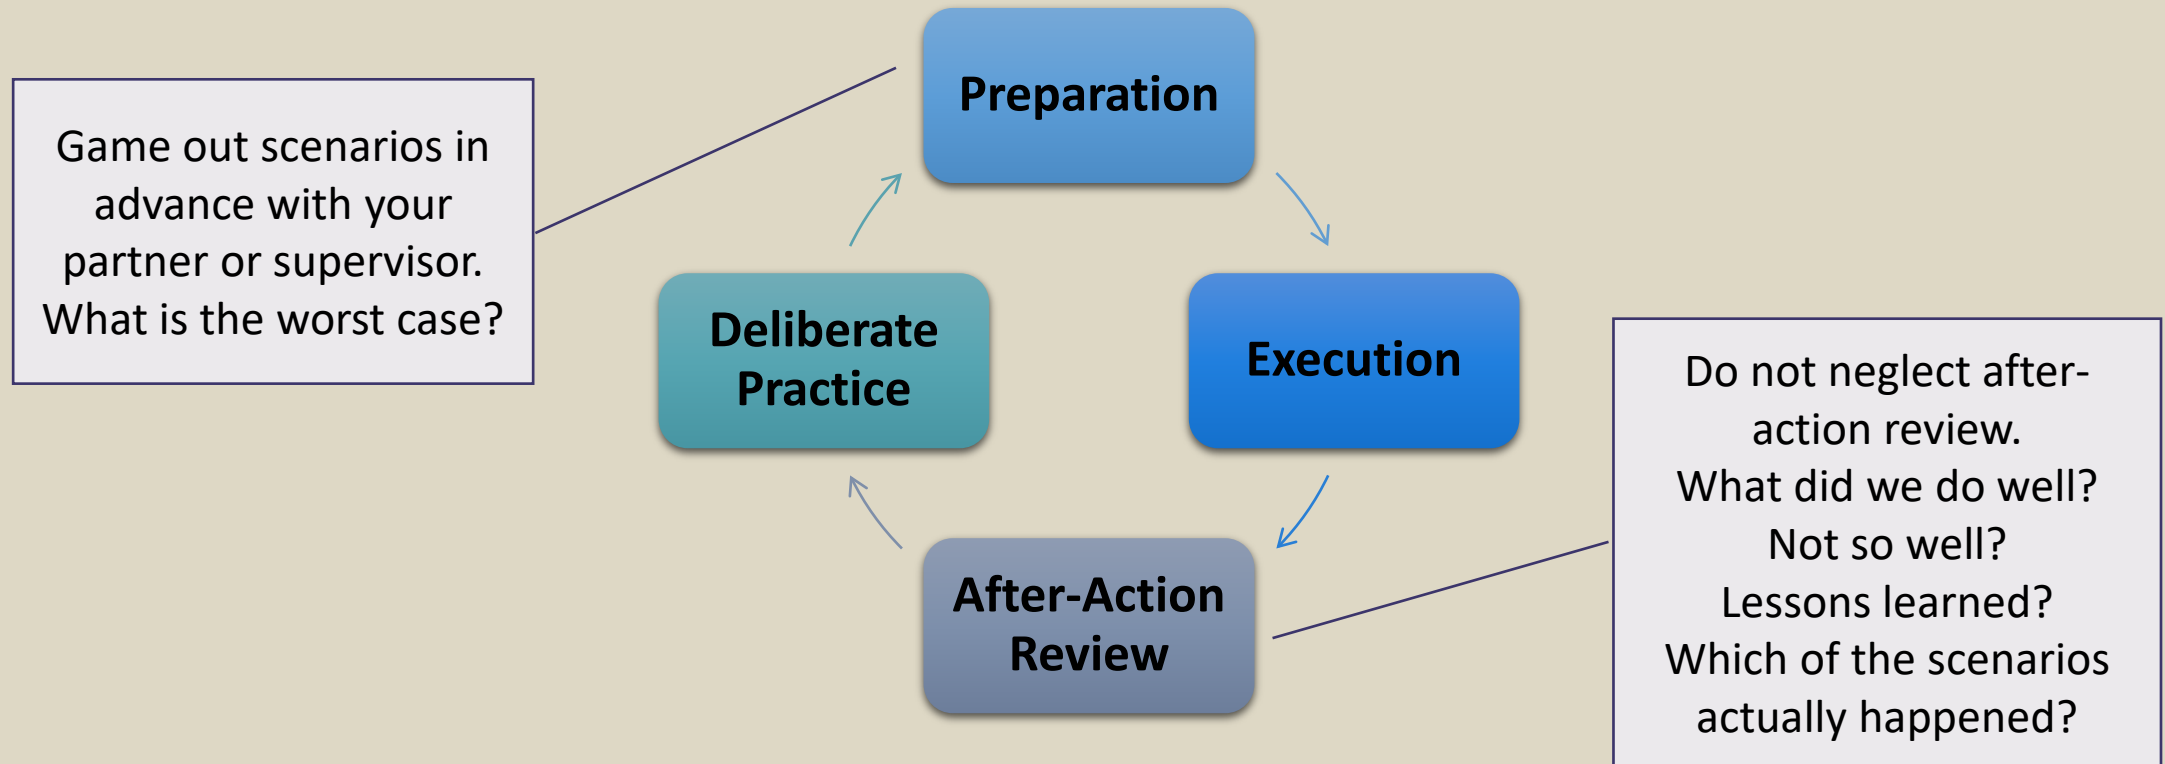 Preparation
Game out scenarios in
advance with your
partner or supervisor.
What is the worst case?
Deliberate
Practice
Execution
Do not neglect after-
action review.
What did we do well?
Not so well?
Lessons learned?
Which of the scenarios
actually happened?
After-Action
Review